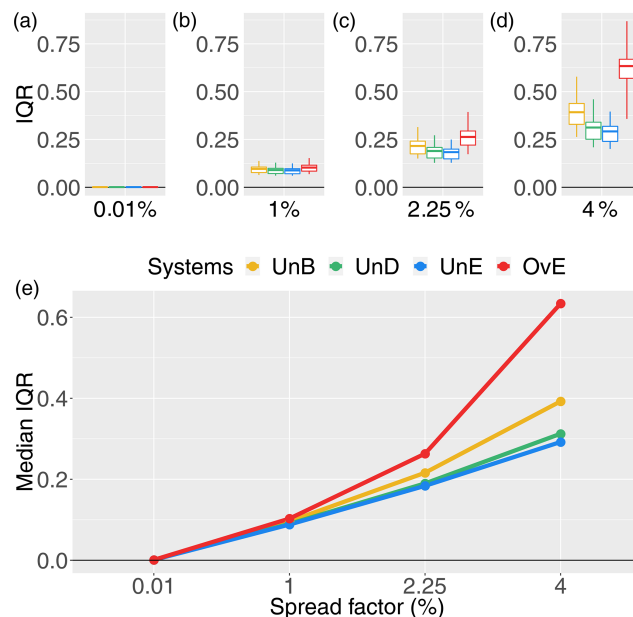 (a) (b) (c) (d)
IQR
0.75 0.75 0.75 0.75
0.50 0.50 0.50 0.50
0.25 0.25 0.25 0.25
0.00 0.00 0.00 0.00
0.01% 1% 2.25% 4%
Systems UnB UnD UnE OvE
(e)
Median IQR
0.6
0.4
0.2
0.0
0.01 1 2.25 4
Spread factor (%)